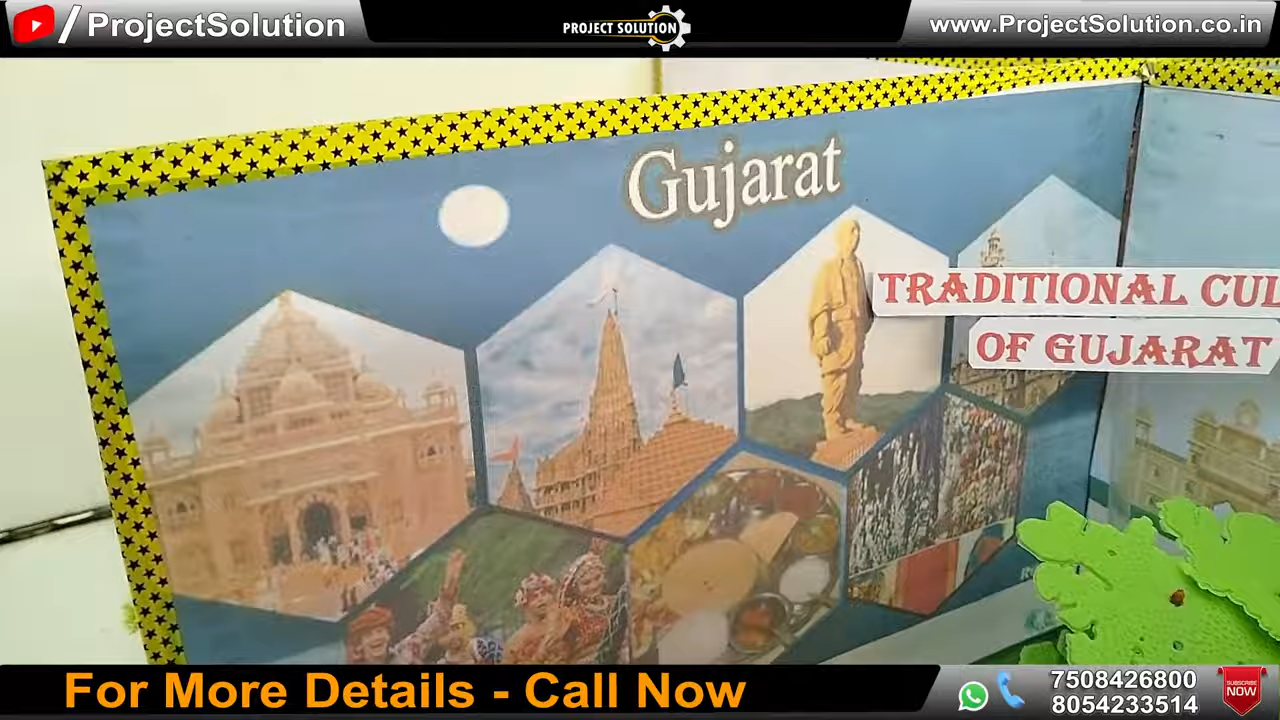 /ProjectSolution
PROJECT SOLUTION
www.ProjectSolution.co.in
Gujarat
TRADITIONAL CUL
OF GUJARAT
For More Details - Call Now
7508426800
8054233514
SUBSCRIBE
NOW